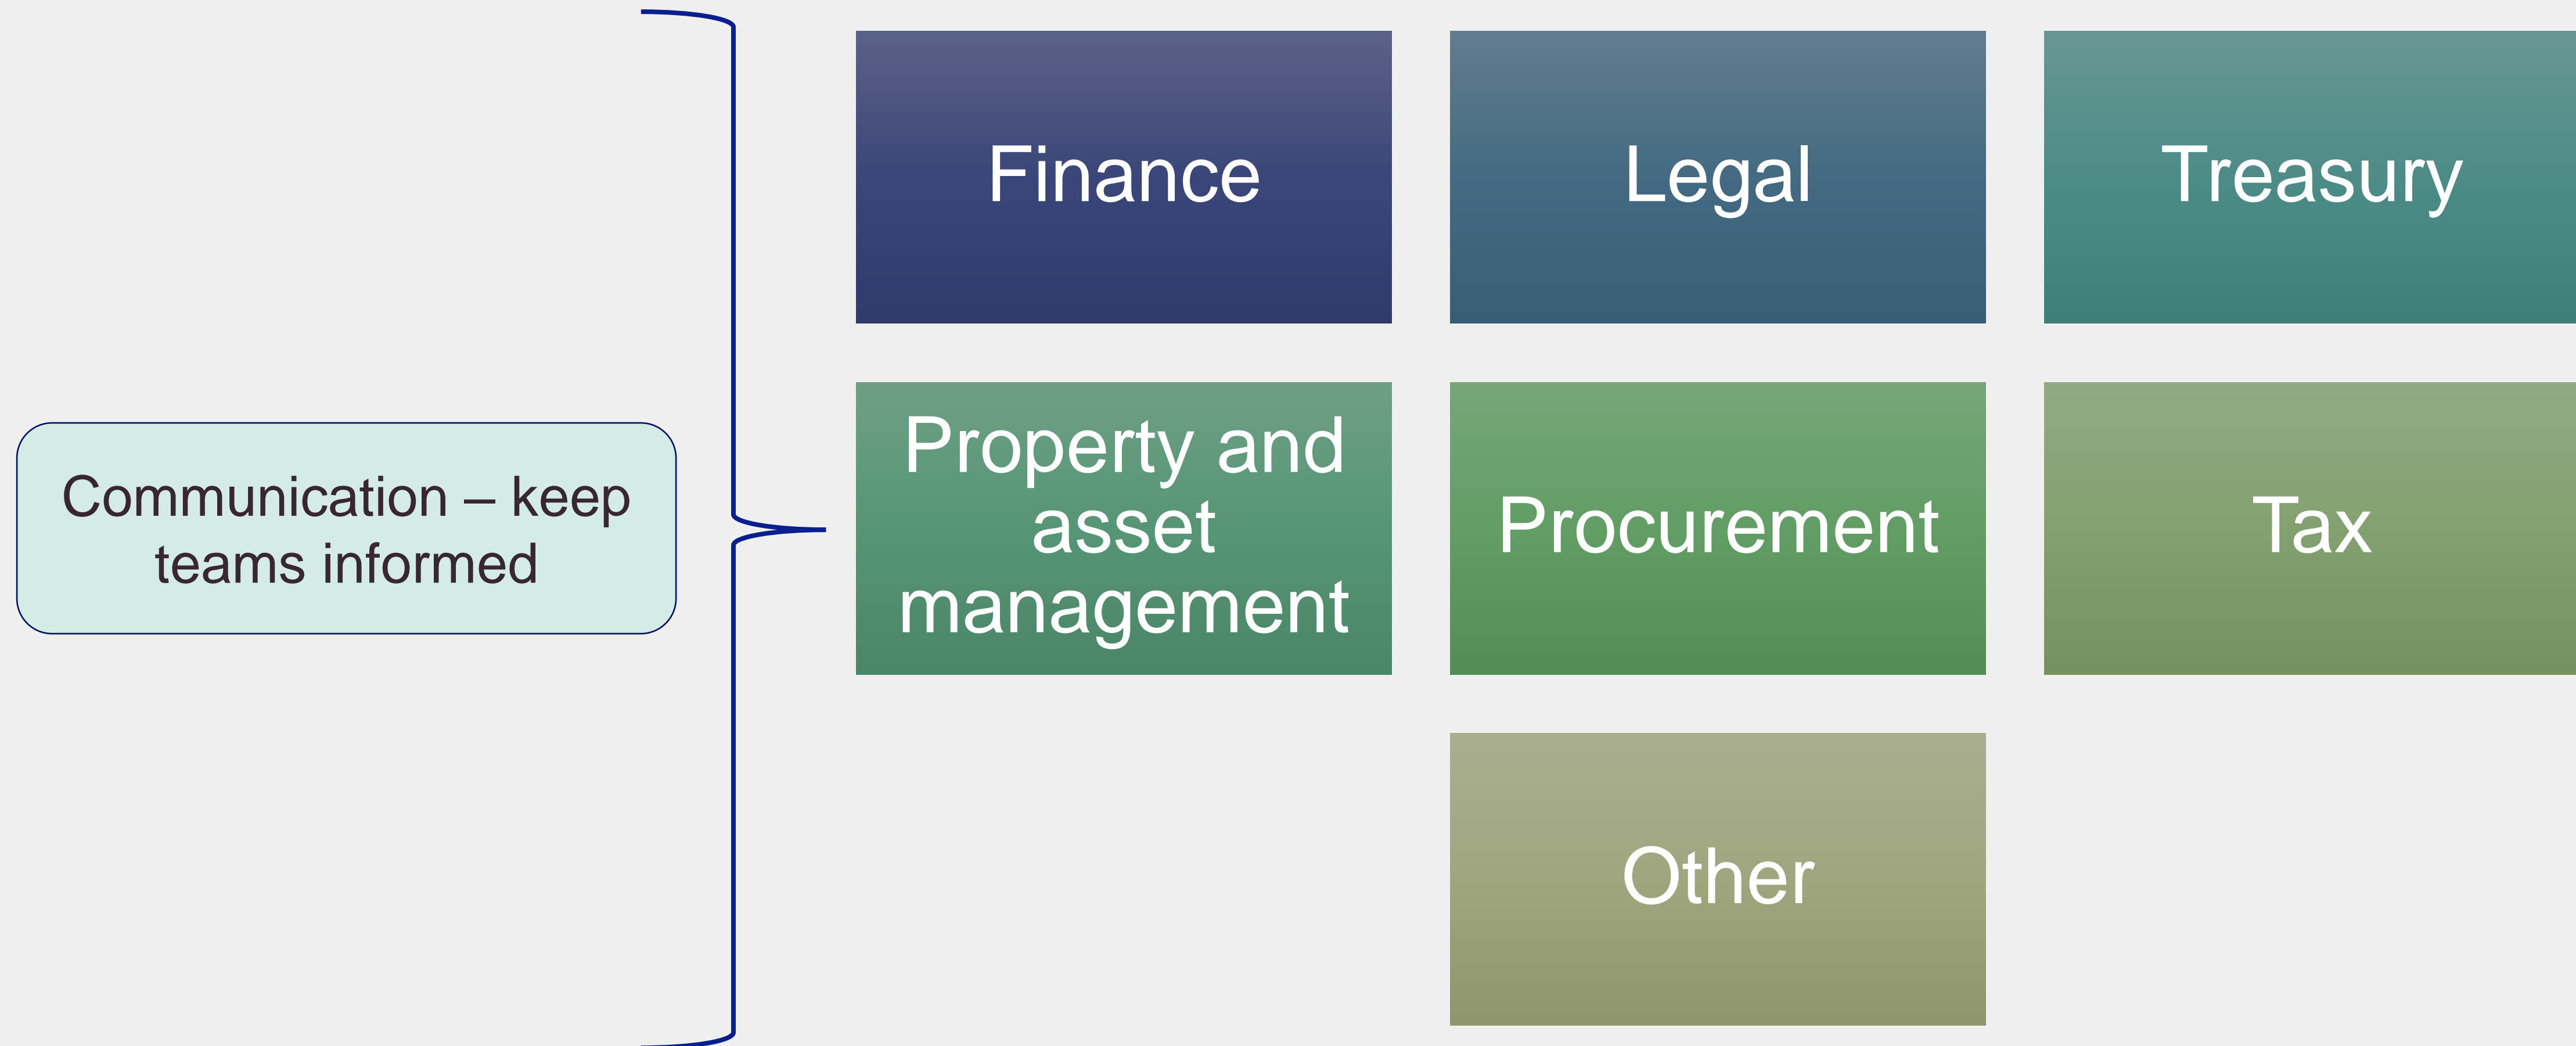 Communication – keep
teams informed
Finance
Legal
Treasury
Property and
asset
management
Procurement
Tax
Other